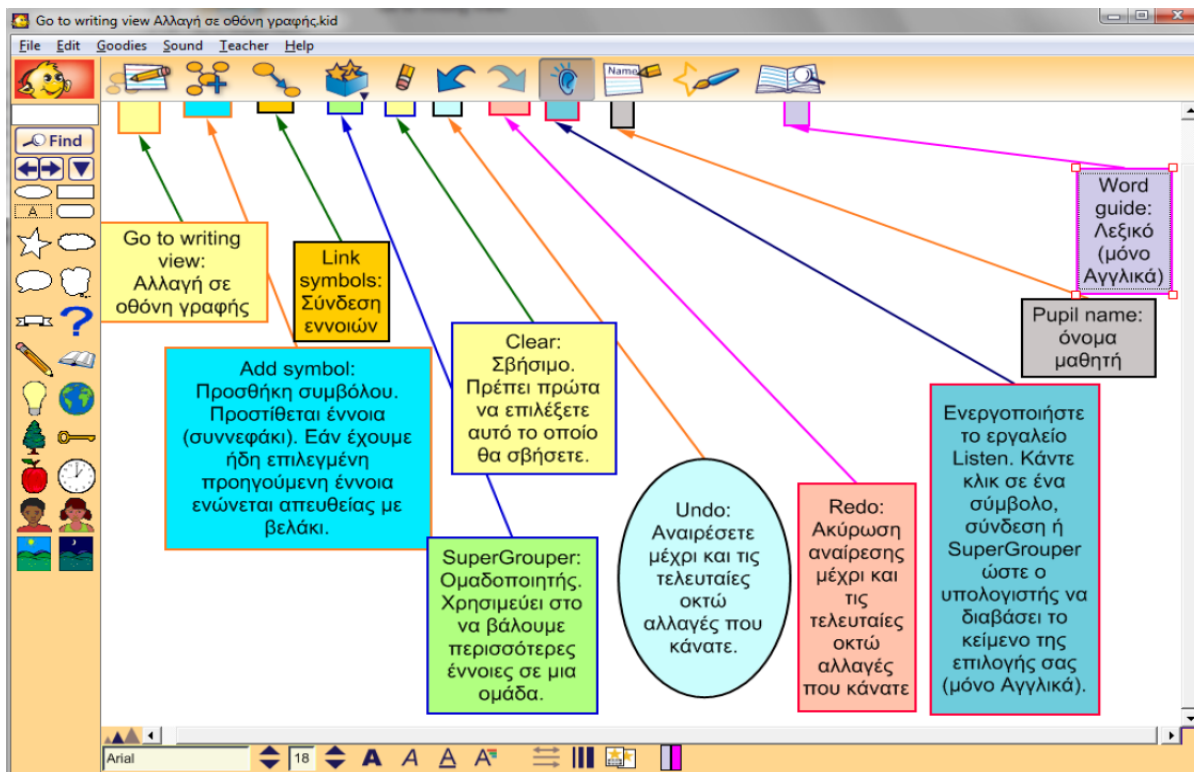 Go to writing view Αλλαγή σε οθόνη γραφής.kid
File Edit Goodies Sound Teacher Help
Name
Find
A
Go to writing
view:
Αλλαγή σε
οθόνη γραφής
Link
symbols:
Σύνδεση
εννοιών
Word
guide:
Λεξικό
(μόνο
Αγγλικά)
Pupil name:
όνομα
μαθητή
Add symbol:
Προσθήκη συμβόλου.
Προστίθεται έννοια
(συννεφάκι). Εάν έχουμε
ήδη επιλεγμένη
προηγούμενη έννοια
ενώνεται απευθείας με
βελάκι.
Clear:
Σβήσιμο.
Πρέπει πρώτα
να επιλέξετε
αυτό το οποίο
θα σβήσετε.
SuperGrouper:
Ομαδοποιητής.
Χρησιμεύει στο
να βάλουμε
περισσότερες
έννοιες σε μια
ομάδα.
Undo:
Αναιρέσετε
μέχρι και τις
τελευταίες
οκτώ
αλλαγές που
κάνατε.
Redo:
Ακύρωση
αναίρεσης
μέχρι και
τις
τελευταίες
οκτώ
αλλαγές
που κάνατε
Ενεργοποιήστε
το εργαλείο
Listen. Κάντε
κλικ σε ένα
σύμβολο,
σύνδεση ή
SuperGrouper
ώστε ο
υπολογιστής να
διαβάσει το
κείμενο της
επιλογής σας
(μόνο Αγγλικά).
Arial 18 A A A A